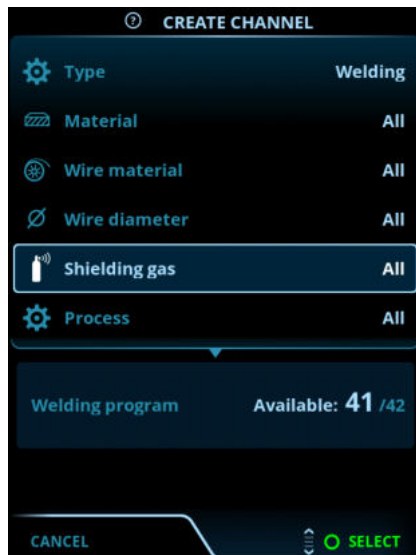 ? CREATE CHANNEL
Type Welding
Material All
Wire material All
Wire diameter All
Shielding gas All
Process All
Welding program Available: 41 /42
CANCEL SELECT